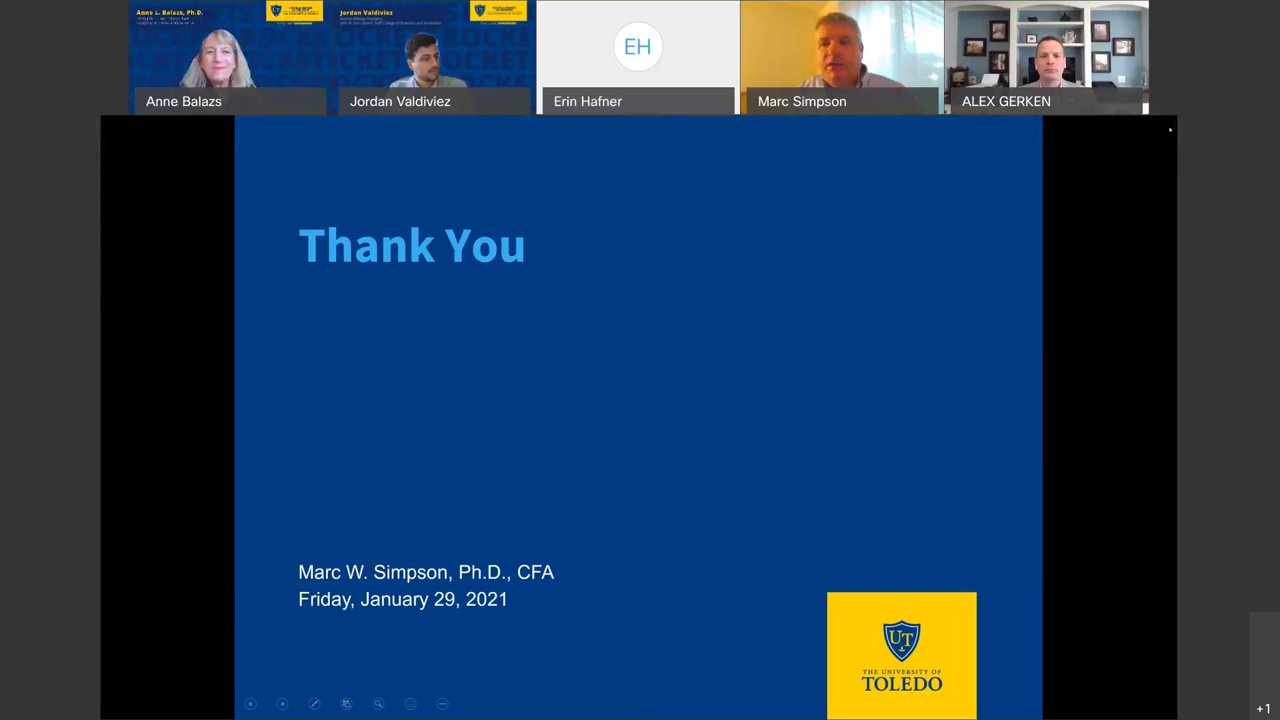 Anne L. Balazs, Ph.D.
Jordan Valdiviez
EH
Anne Balazs
Jordan Valdiviez
Erin Hafner
Marc Simpson
ALEX GERKEN
Thank You
Marc W. Simpson, Ph.D., CFA
Friday, January 29, 2021
UT
THE UNIVERSITY OF
TOLEDO
+1